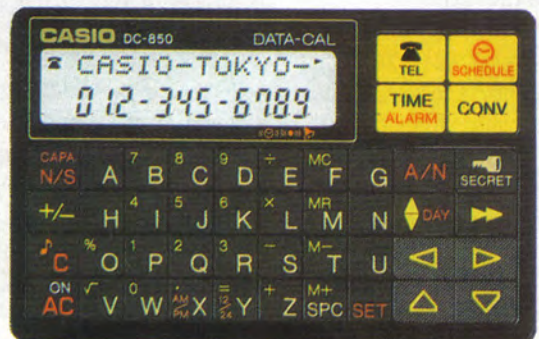 CASIO DC-850 DATA-CAL
CASIO-TOKYO-
012-345-6789
TEL SCHEDULE
TIME ALARM CONV.
CAPA N/S A 7 B 8 C 9 D ÷ E MC F G A/N SECRET
+/− H 4 I 5 J 6 K × L MR M N DAY
C % O 1 P 2 Q 3 R − S M− T U
ON AC √ V 0 W · AM PM X = 12 24 Y + Z M+ SPC SET